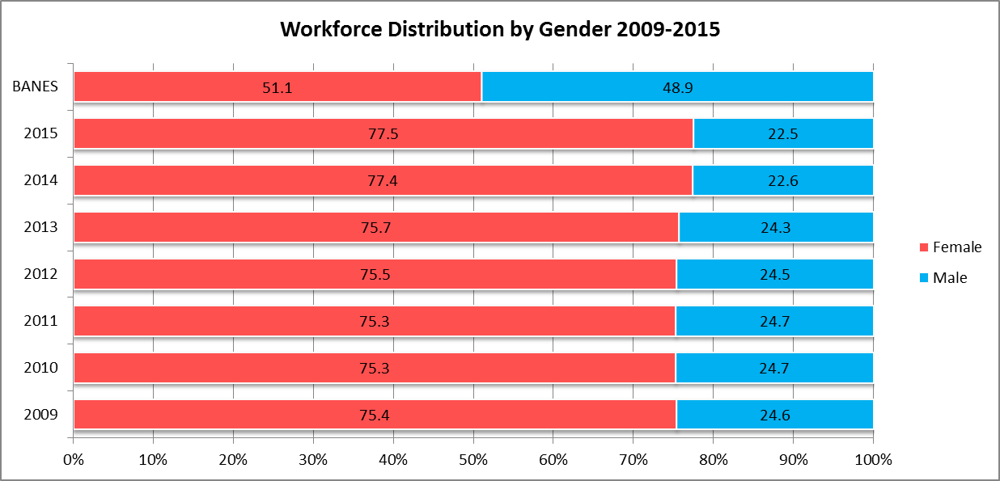 Workforce Distribution by Gender 2009-2015
BANES 51.1 48.9
2015 77.5 22.5
2014 77.4 22.6
2013 75.7 24.3
2012 75.5 24.5
2011 75.3 24.7
2010 75.3 24.7
2009 75.4 24.6
0% 10% 20% 30% 40% 50% 60% 70% 80% 90% 100%
Female
Male